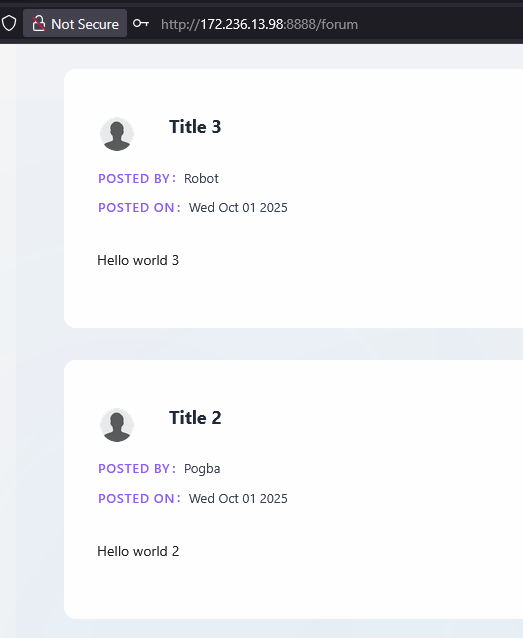 Not Secure http://172.236.13.98:8888/forum
Title 3
POSTED BY: Robot
POSTED ON: Wed Oct 01 2025
Hello world 3
Title 2
POSTED BY: Pogba
POSTED ON: Wed Oct 01 2025
Hello world 2